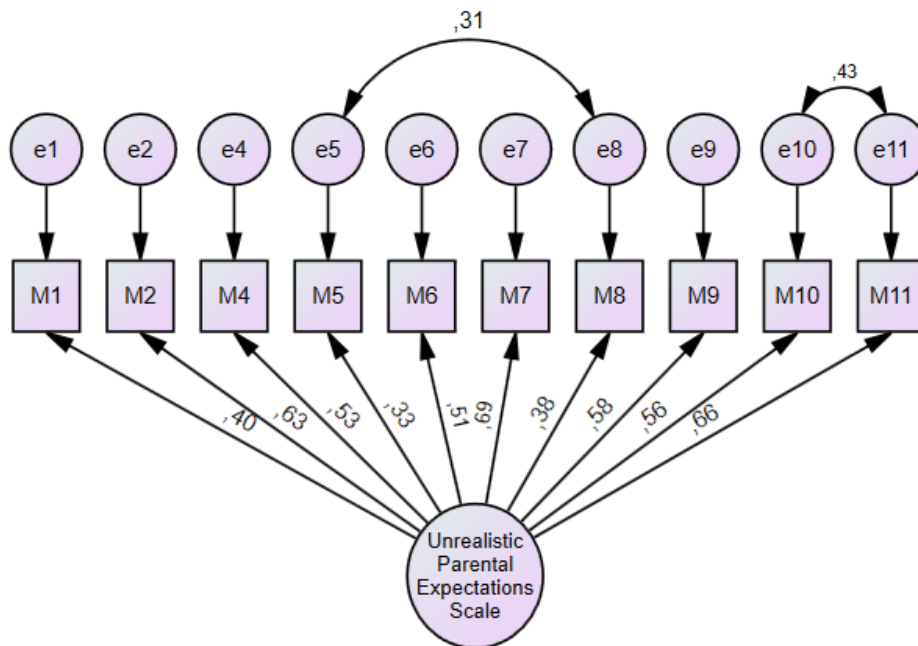 ,31
,43
e1 e2 e4 e5 e6 e7 e8 e9 e10 e11
M1 M2 M4 M5 M6 M7 M8 M9 M10 M11
,40 ,63 ,53 ,33 ,51 ,69 ,38 ,58 ,56 ,66
Unrealistic
Parental
Expectations
Scale